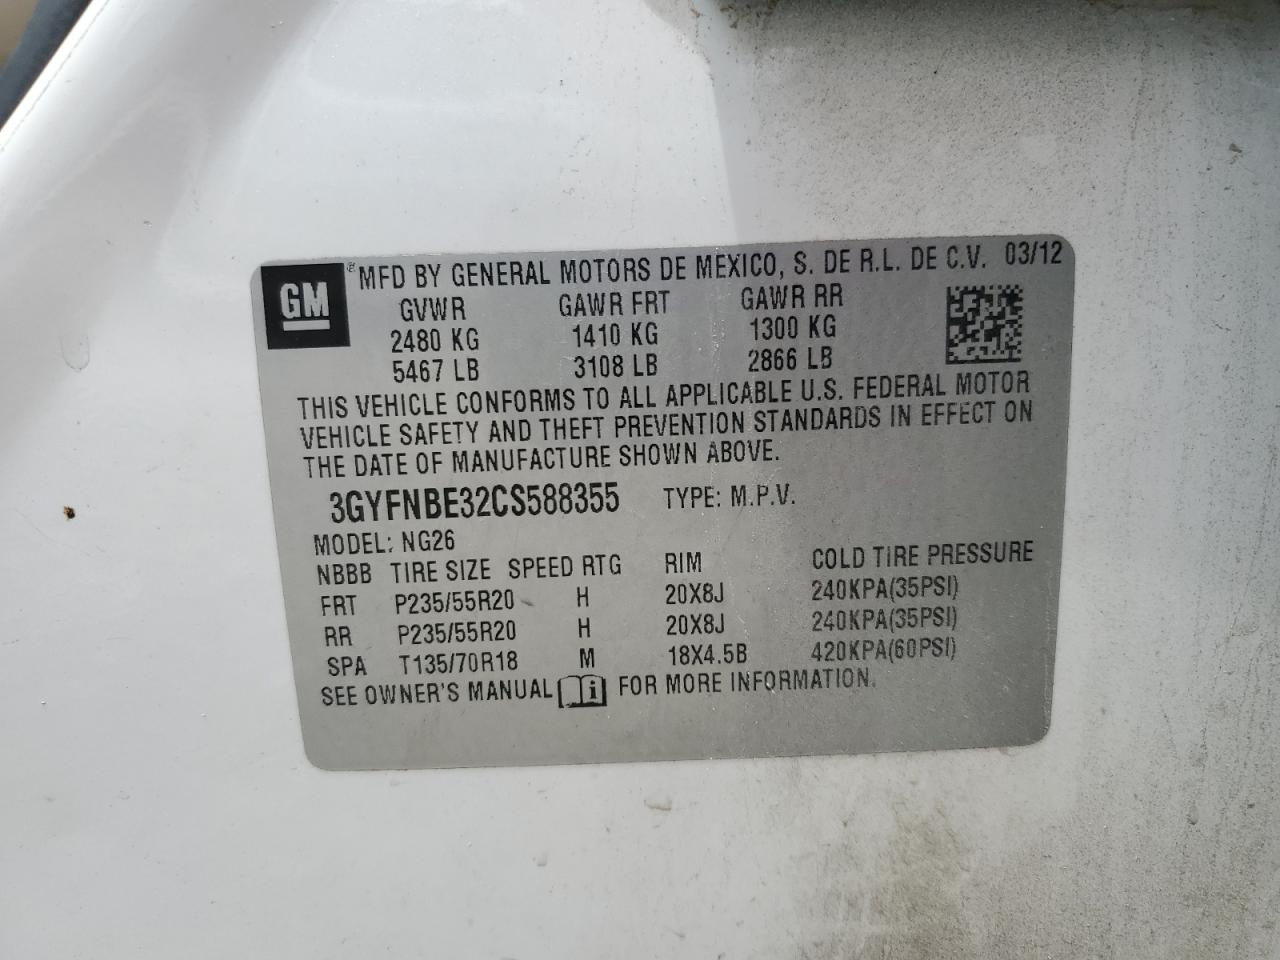 GM ® MFD BY GENERAL MOTORS DE MEXICO, S. DE R.L. DE C.V. 03/12
GVWR GAWR FRT GAWR RR
2480 KG 1410 KG 1300 KG
5467 LB 3108 LB 2866 LB
THIS VEHICLE CONFORMS TO ALL APPLICABLE U.S. FEDERAL MOTOR
VEHICLE SAFETY AND THEFT PREVENTION STANDARDS IN EFFECT ON
THE DATE OF MANUFACTURE SHOWN ABOVE.
3GYFNBE32CS588355 TYPE: M.P.V.
MODEL: NG26
NBBB TIRE SIZE SPEED RTG RIM COLD TIRE PRESSURE
FRT P235/55R20 H 20X8J 240KPA(35PSI)
RR P235/55R20 H 20X8J 240KPA(35PSI)
SPA T135/70R18 M 18X4.5B 420KPA(60PSI)
SEE OWNER'S MANUAL i FOR MORE INFORMATION.